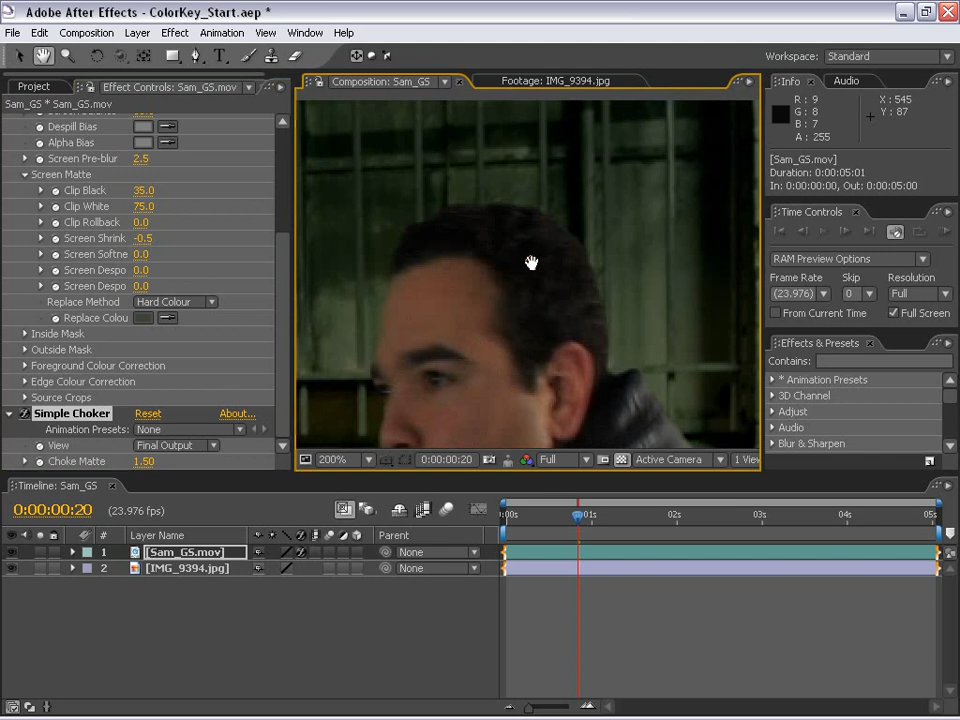 Adobe After Effects - ColorKey_Start.aep *
File Edit Composition Layer Effect Animation View Window Help
Workspace: Standard
Project Effect Controls: Sam_GS.mov
Sam_GS * Sam_GS.mov
Despill Bias
Alpha Bias
Screen Pre-blur 2.5
Screen Matte
Clip Black 35.0
Clip White 75.0
Clip Rollback 0.0
Screen Shrink -0.5
Screen Softne 0.0
Screen Despo 0.0
Screen Despo 0.0
Replace Method Hard Colour
Replace Colou
Inside Mask
Outside Mask
Foreground Colour Correction
Edge Colour Correction
Source Crops
Simple Choker Reset About...
Animation Presets: None
View Final Output
Choke Matte 1.50
Composition: Sam_GS Footage: IMG_9394.jpg
200% 0:00:00:20 Full Active Camera 1 View
Info Audio
R : 9
G : 8
B : 7
A : 255
X : 545
Y : 87
[Sam_GS.mov]
Duration: 0:00:05:01
In: 0:00:00:00, Out: 0:00:05:00
Time Controls
RAM Preview Options
Frame Rate Skip Resolution
(23.976) 0 Full
From Current Time Full Screen
Effects & Presets
Contains:
* Animation Presets
3D Channel
Adjust
Audio
Blur & Sharpen
Timeline: Sam_GS
0:00:00:20 (23.976 fps)
:00s 01s 02s 03s 04s 05s
# Layer Name Parent
1 [Sam_GS.mov] None
2 [IMG_9394.jpg] None